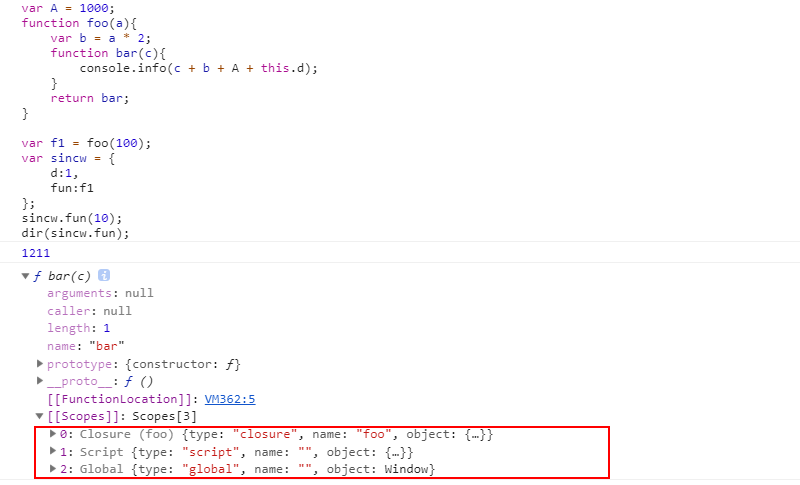 var A = 1000;
function foo(a){
    var b = a * 2;
    function bar(c){
        console.info(c + b + A + this.d);
    }
    return bar;
}

var f1 = foo(100);
var sincw = {
    d:1,
    fun:f1
};
sincw.fun(10);
dir(sincw.fun);
1211
▼ƒ bar(c) i
arguments: null
caller: null
length: 1
name: "bar"
▶prototype: {constructor: ƒ}
▶__proto__: ƒ ()
[[FunctionLocation]]: VM362:5
▼[[Scopes]]: Scopes[3]
▶0: Closure (foo) {type: "closure", name: "foo", object: {…}}
▶1: Script {type: "script", name: "", object: {…}}
▶2: Global {type: "global", name: "", object: Window}